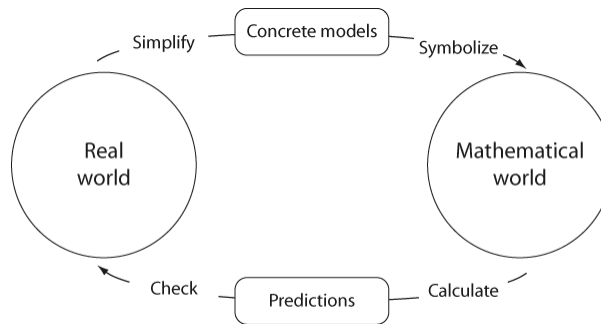 Simplify
Concrete models
Symbolize
Real
world
Mathematical
world
Check
Predictions
Calculate